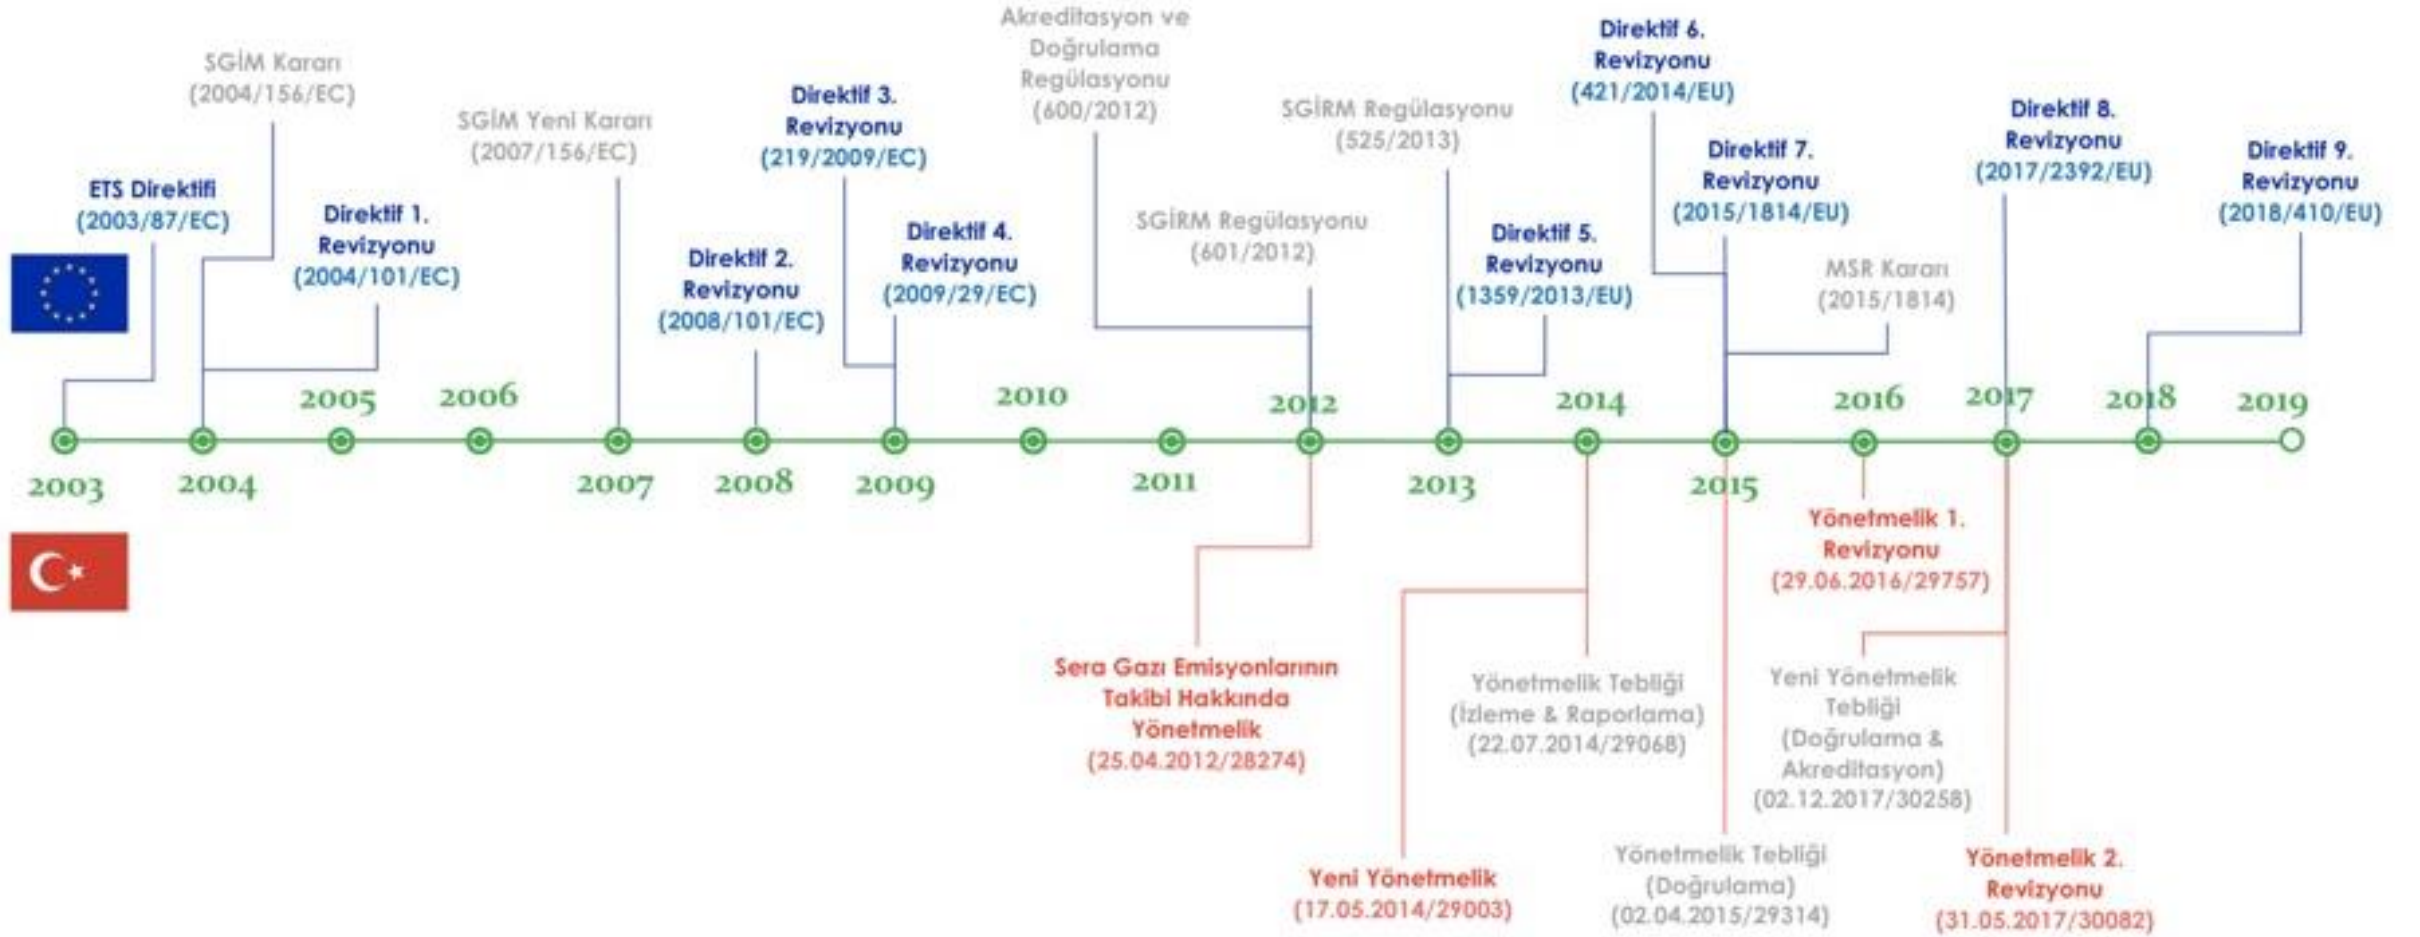 SGİM Kararı
(2004/156/EC)
ETS Direktifi
(2003/87/EC)
Direktif 1.
Revizyonu
(2004/101/EC)
SGİM Yeni Kararı
(2007/156/EC)
Direktif 2.
Revizyonu
(2008/101/EC)
Direktif 3.
Revizyonu
(219/2009/EC)
Direktif 4.
Revizyonu
(2009/29/EC)
Akreditasyon ve
Doğrulama
Regülasyonu
(600/2012)
SGİRM Regülasyonu
(601/2012)
SGİRM Regülasyonu
(525/2013)
Direktif 5.
Revizyonu
(1359/2013/EU)
Direktif 6.
Revizyonu
(421/2014/EU)
Direktif 7.
Revizyonu
(2015/1814/EU)
MSR Kararı
(2015/1814)
Direktif 8.
Revizyonu
(2017/2392/EU)
Direktif 9.
Revizyonu
(2018/410/EU)
2003
2004
2005
2006
2007
2008
2009
2010
2011
2012
2013
2014
2015
2016
2017
2018
2019
Sera Gazı Emisyonlarının
Takibi Hakkında
Yönetmelik
(25.04.2012/28274)
Yeni Yönetmelik
(17.05.2014/29003)
Yönetmelik Tebliği
(İzleme & Raporlama)
(22.07.2014/29068)
Yönetmelik Tebliği
(Doğrulama)
(02.04.2015/29314)
Yönetmelik 1.
Revizyonu
(29.06.2016/29757)
Yeni Yönetmelik
Tebliği
(Doğrulama &
Akreditasyon)
(02.12.2017/30258)
Yönetmelik 2.
Revizyonu
(31.05.2017/30082)